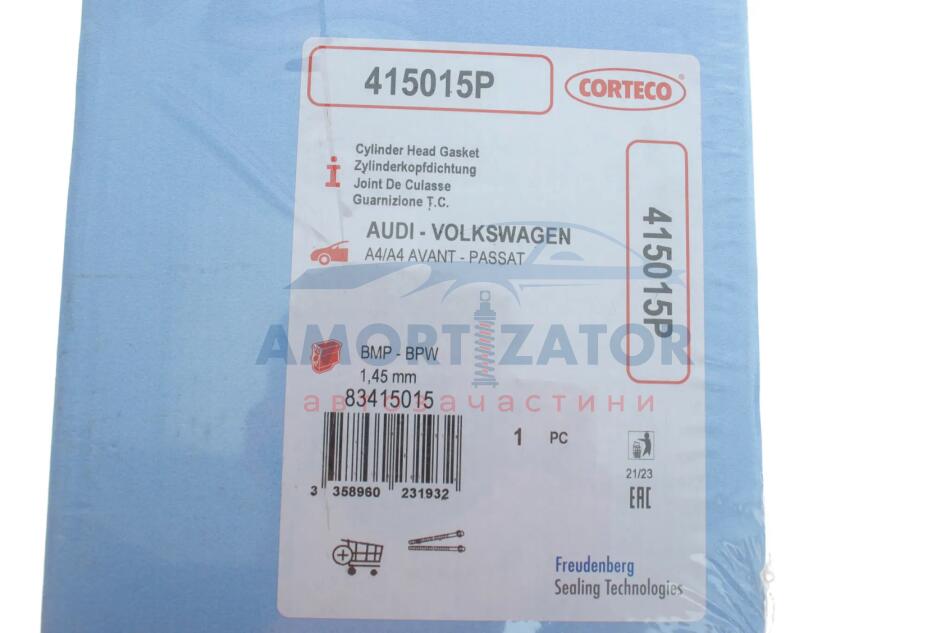 415015P
CORTECO®
Cylinder Head Gasket
Zylinderkopfdichtung
Joint De Culasse
Guarnizione T.C.
415015P
AUDI - VOLKSWAGEN
A4/A4 AVANT - PASSAT
AMORTIZATOR
автозачастини
BMP - BPW
1,45 mm
83415015
1 PC
3 358960 231932
21/23
EAC
Freudenberg
Sealing Technologies